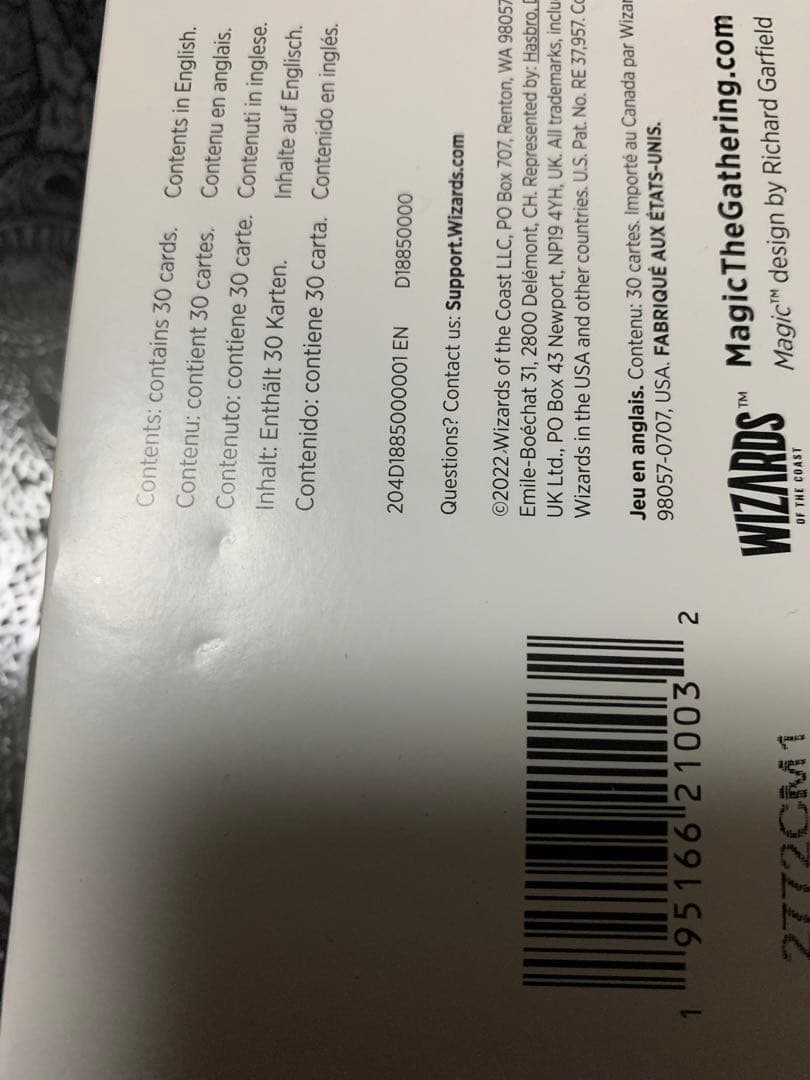 Contents: contains 30 cards. Contents in English.
Contenu: contient 30 cartes. Contenu en anglais.
Contenuto: contiene 30 carte. Contenuti in inglese.
Inhalt: Enthält 30 Karten. Inhalte auf Englisch.
Contenido: contiene 30 carta. Contenido en inglés.
204D1885000001 EN D18850000
Questions? Contact us: Support.Wizards.com
©2022 Wizards of the Coast LLC, PO Box 707, Renton, WA 98057
Emile-Boéchat 31, 2800 Delémont, CH. Represented by: Hasbro,
UK Ltd., PO Box 43 Newport, NP19 4YH, UK. All trademarks, inclu
Wizards in the USA and other countries. U.S. Pat. No. RE 37,957. Co
Jeu en anglais. Contenu: 30 cartes. Importé au Canada par Wizar
98057-0707, USA. FABRIQUÉ AUX ÉTATS-UNIS.
WIZARDS™ MagicTheGathering.com
OF THE COAST Magic™ design by Richard Garfield
1 95166 21003 2